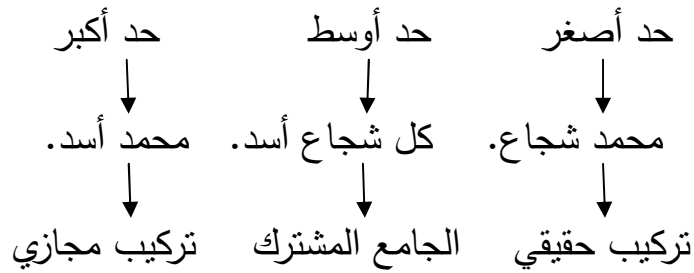 حد أصغر حد أوسط حد أكبر
محمد شجاع. كل شجاع أسد. محمد أسد.
تركيب حقيقي الجامع المشترك تركيب مجازي